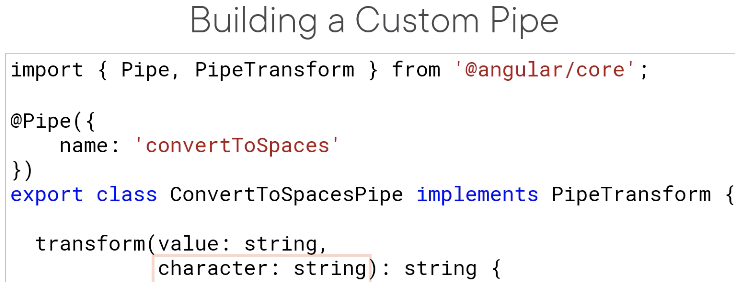 Building a Custom Pipe
import { Pipe, PipeTransform } from '@angular/core';
@Pipe({
    name: 'convertToSpaces'
})
export class ConvertToSpacesPipe implements PipeTransform {
  transform(value: string,
            character: string): string {